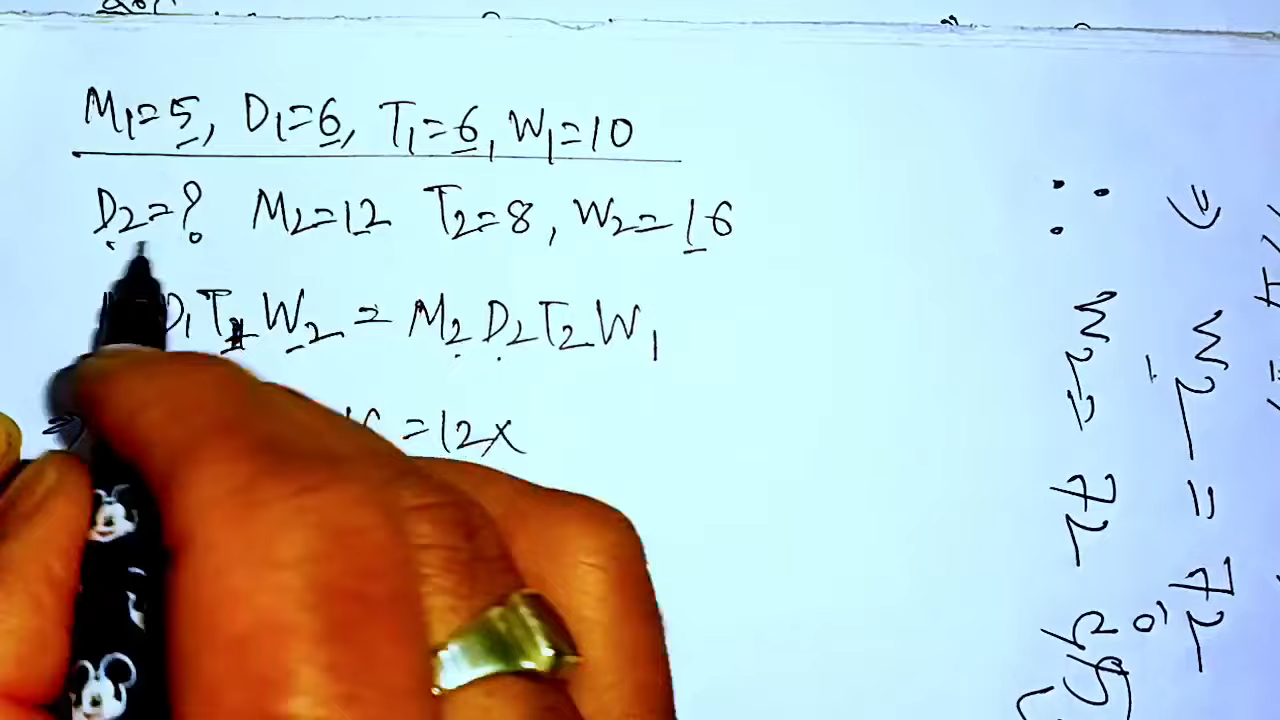 M1=5, D1=6, T1=6, W1=10
D2=? M2=12 T2=8, W2=16
D1T1W2 = M2D2T2W1
=12x
∴ W2= 72
⇒ W2 = 72